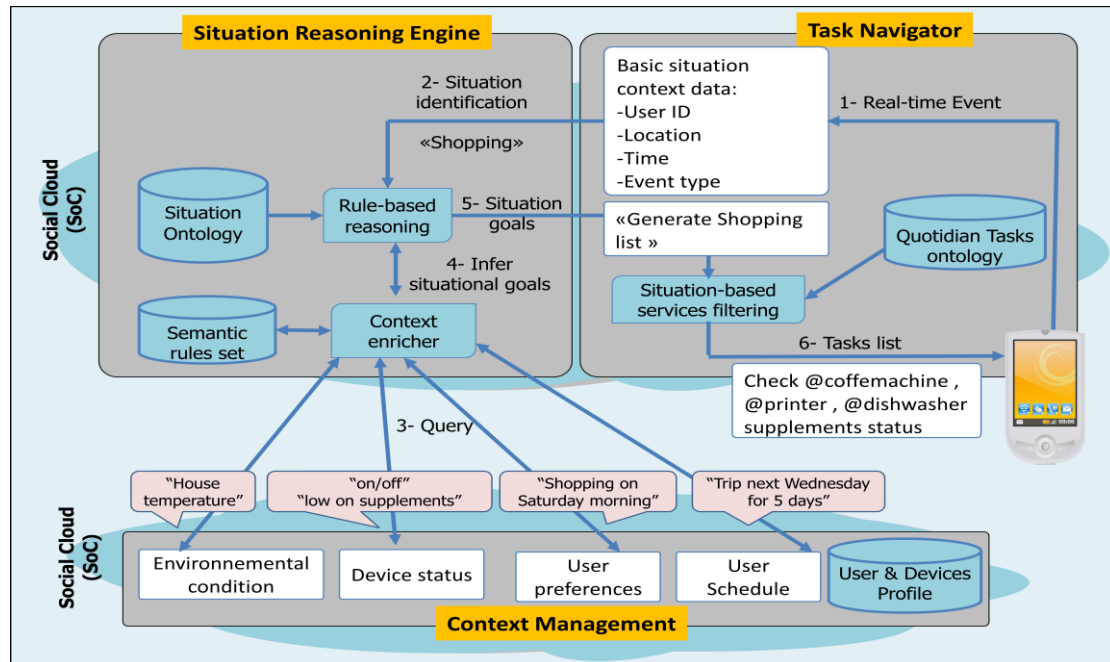 Situation Reasoning Engine
Task Navigator
Social Cloud
(SoC)
2- Situation
identification
«Shopping»
Situation
Ontology
Rule-based
reasoning
5- Situation
goals
4- Infer
situational goals
Semantic
rules set
Context
enricher
Basic situation
context data:
-User ID
-Location
-Time
-Event type
1- Real-time Event
«Generate Shopping
list »
Quotidian Tasks
ontology
Situation-based
services filtering
6- Tasks list
Check @coffemachine ,
@printer , @dishwasher
supplements status
00:00
3- Query
"House
temperature"
"on/off"
"low on supplements"
"Shopping on
Saturday morning"
"Trip next Wednesday
for 5 days"
Social Cloud
(SoC)
Environnemental
condition
Device status
User
preferences
User
Schedule
User & Devices
Profile
Context Management